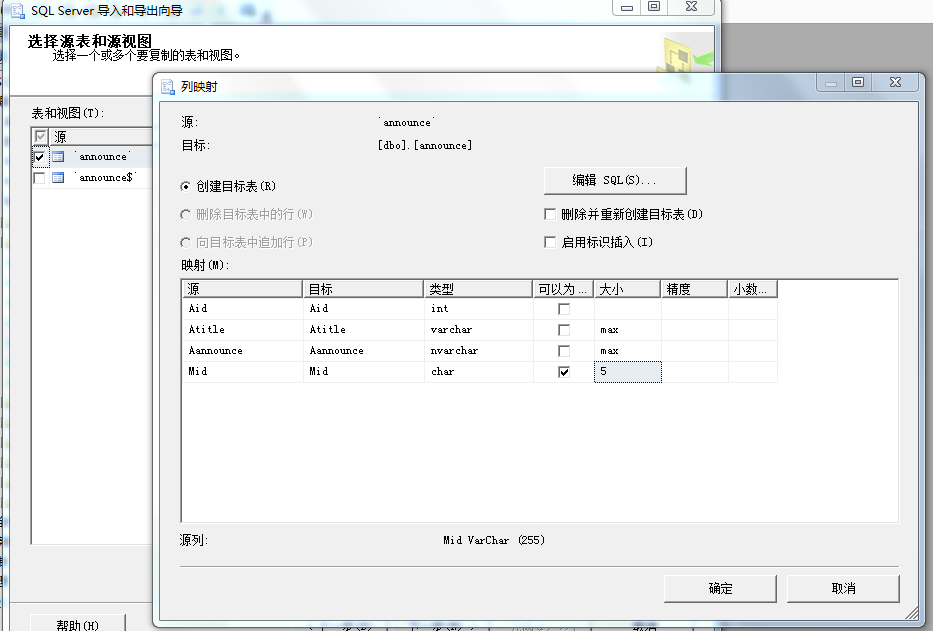 SQL Server 导入和导出向导
选择源表和源视图
选择一个或多个要复制的表和视图。
表和视图(T):
源
`announce`
`announce$`
帮助(H)
列映射
源: `announce`
目标: [dbo].[announce]
创建目标表(R) 编辑 SQL(S)...
删除目标表中的行(W) 删除并重新创建目标表(D)
向目标表中追加行(P) 启用标识插入(I)
映射(M):
源 目标 类型 可以为 ... 大小 精度 小数...
Aid Aid int
Atitle Atitle varchar max
Aannounce Aannounce nvarchar max
Mid Mid char 5
源列: Mid VarChar (255)
确定 取消